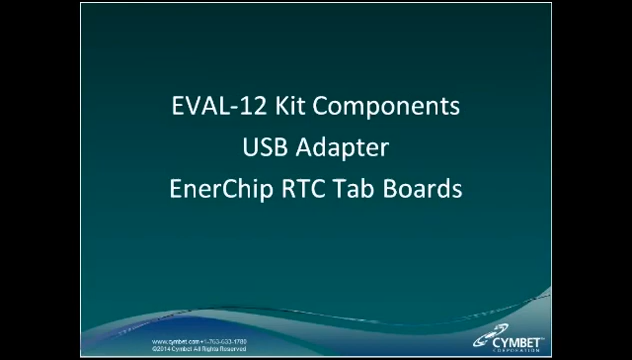 EVAL-12 Kit Components
USB Adapter
EnerChip RTC Tab Boards
www.cymbet.com +1-763-633-1780
©2014 Cymbet All Rights Reserved
CYMBET™
CORPORATION